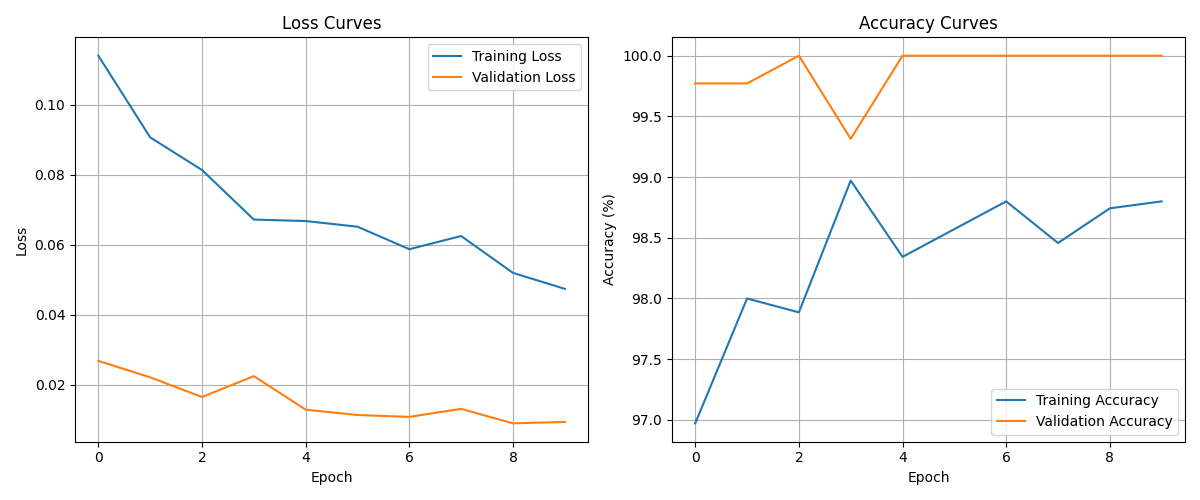 Loss Curves
Training Loss
Validation Loss
0.10
0.08
0.06
0.04
0.02
Loss
0 2 4 6 8
Epoch
Accuracy Curves
100.0
99.5
99.0
98.5
98.0
97.5
97.0
Accuracy (%)
Training Accuracy
Validation Accuracy
0 2 4 6 8
Epoch